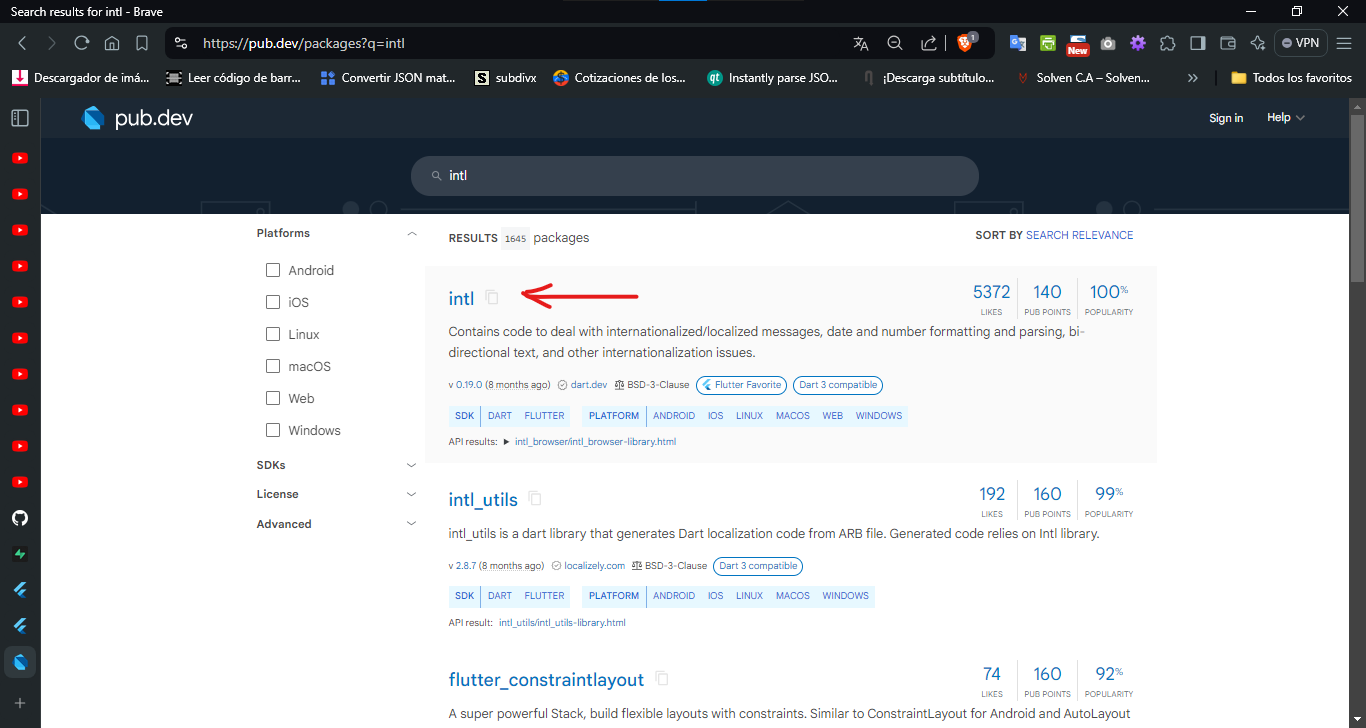 Search results for intl - Brave
https://pub.dev/packages?q=intl
1
New
VPN
Descargador de imá...
Leer código de barr...
Convertir JSON mat...
S subdivx
Cotizaciones de los...
qt Instantly parse JSO...
¡Descarga subtítulo...
Solven C.A – Solven...
»
Todos los favoritos
pub.dev
Sign in
Help
intl
Platforms
Android
iOS
Linux
macOS
Web
Windows
SDKs
License
Advanced
RESULTS 1645 packages
SORT BY SEARCH RELEVANCE
intl
5372 LIKES
140 PUB POINTS
100% POPULARITY
Contains code to deal with internationalized/localized messages, date and number formatting and parsing, bi-
directional text, and other internationalization issues.
v 0.19.0 (8 months ago) dart.dev BSD-3-Clause Flutter Favorite Dart 3 compatible
SDK DART FLUTTER PLATFORM ANDROID IOS LINUX MACOS WEB WINDOWS
API results: ▶ intl_browser/intl_browser-library.html
intl_utils
192 LIKES
160 PUB POINTS
99% POPULARITY
intl_utils is a dart library that generates Dart localization code from ARB file. Generated code relies on Intl library.
v 2.8.7 (8 months ago) localizely.com BSD-3-Clause Dart 3 compatible
SDK DART FLUTTER PLATFORM ANDROID IOS LINUX MACOS WINDOWS
API result: intl_utils/intl_utils-library.html
flutter_constraintlayout
74 LIKES
160 PUB POINTS
92% POPULARITY
A super powerful Stack, build flexible layouts with constraints. Similar to ConstraintLayout for Android and AutoLayout